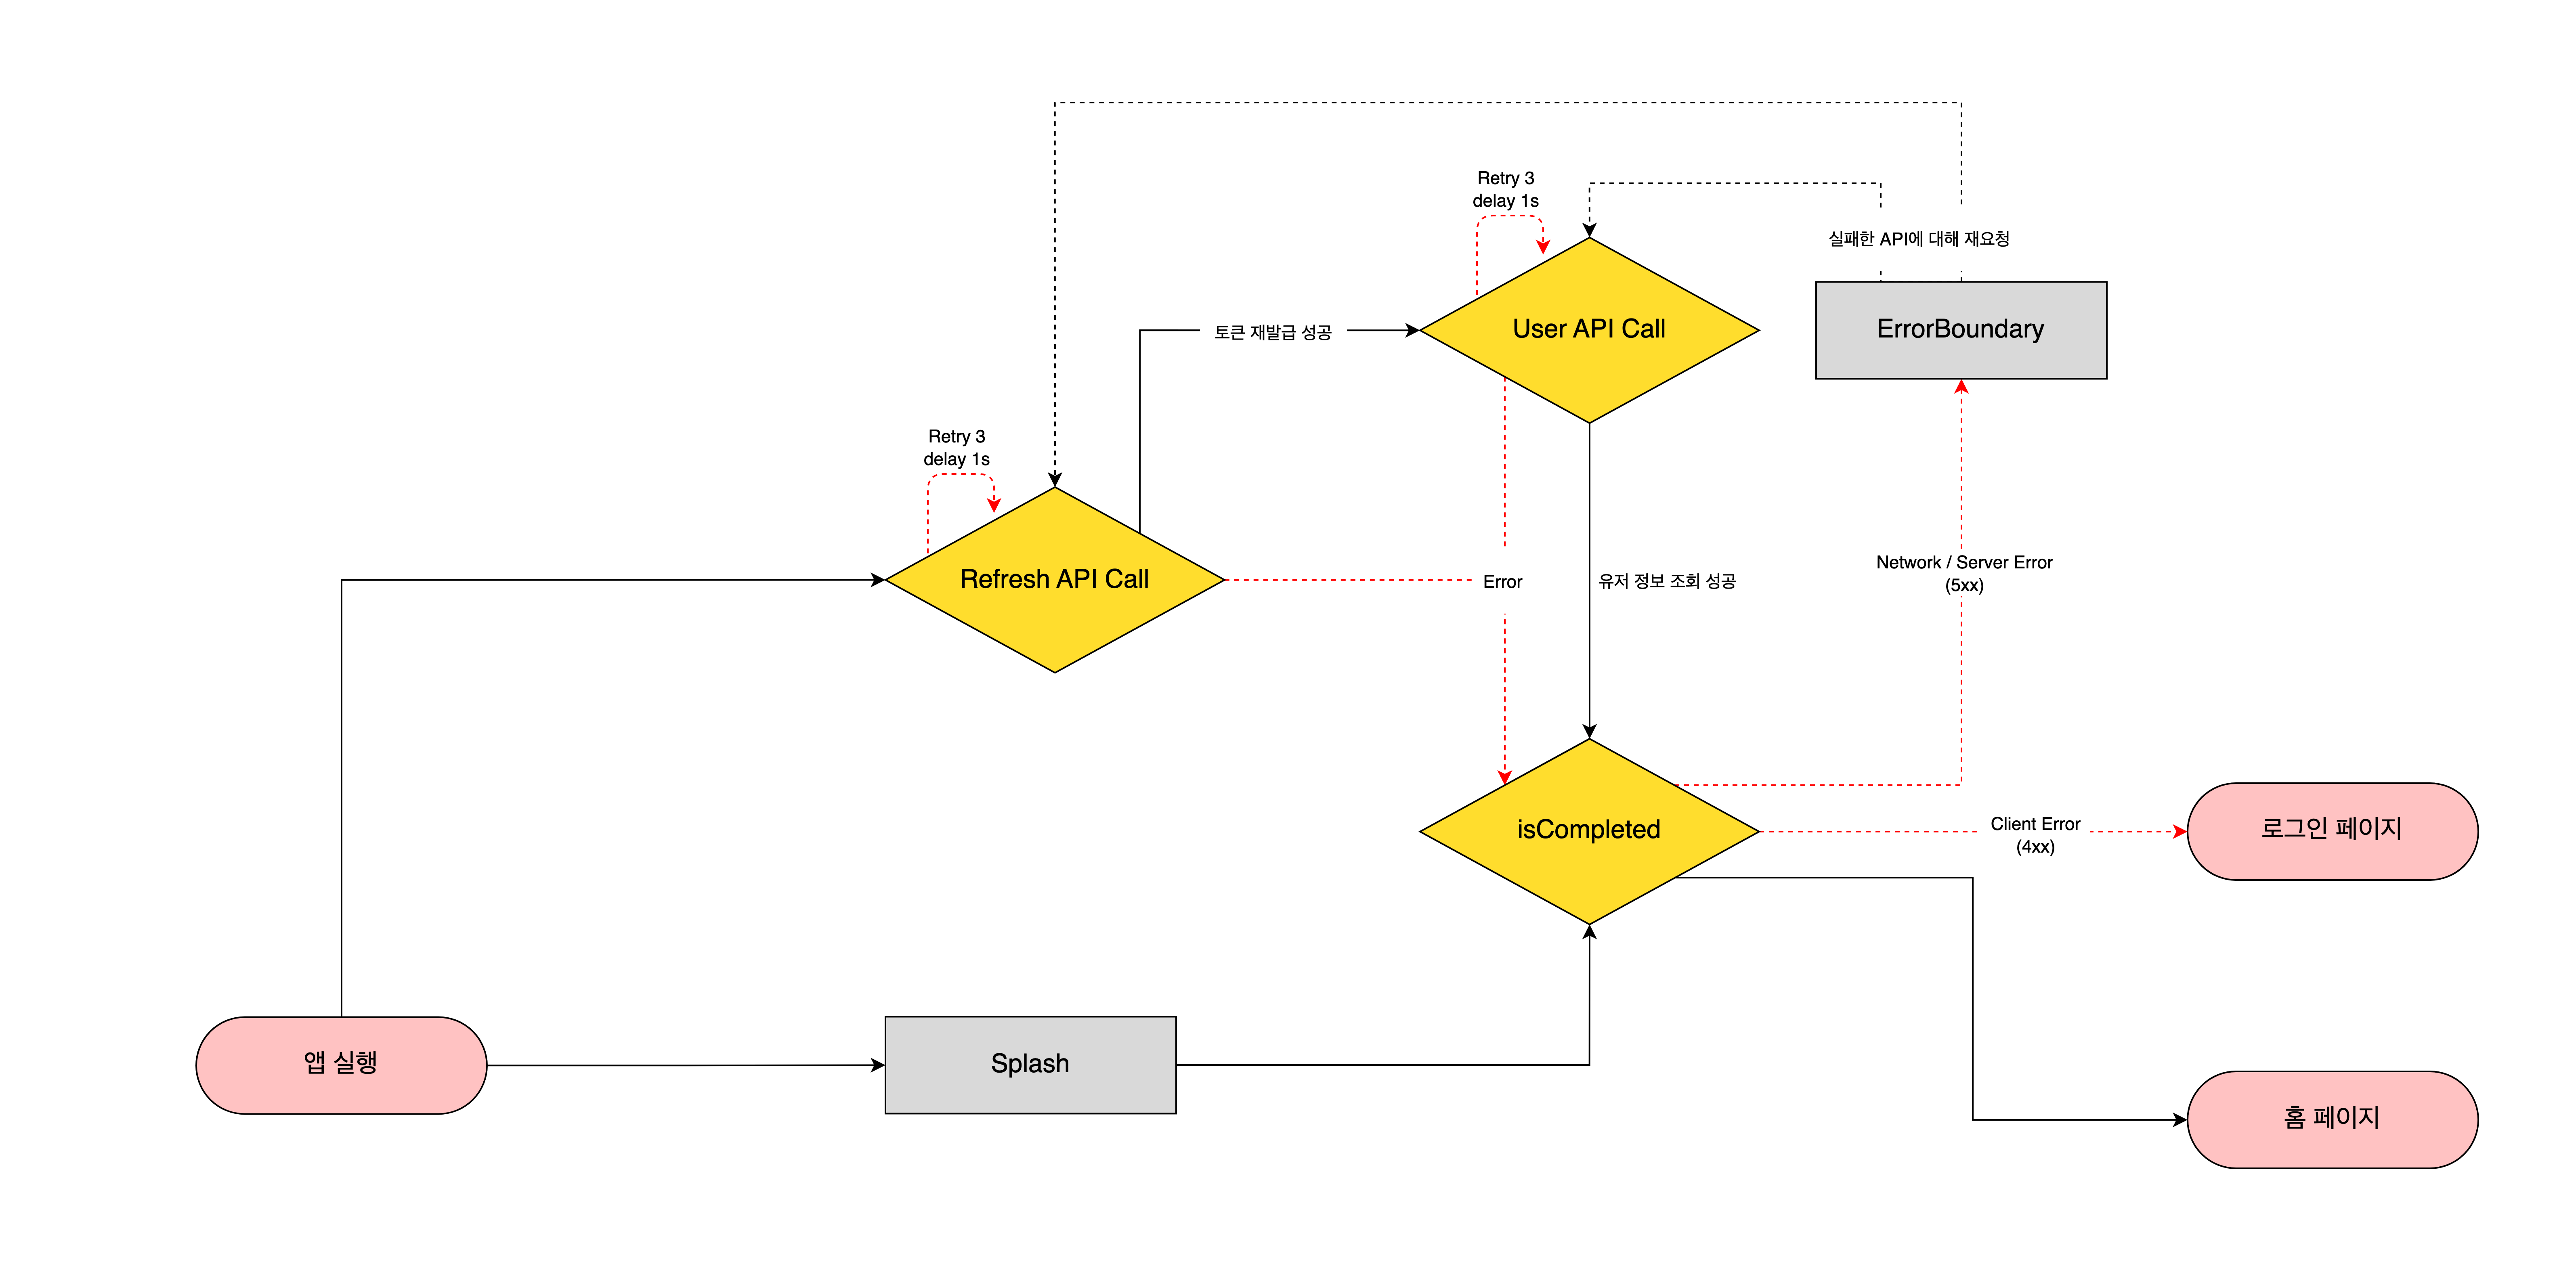 Retry 3
delay 1s
실패한 API에 대해 재요청
User API Call
ErrorBoundary
토큰 재발급 성공
Retry 3
delay 1s
Refresh API Call
Error
유저 정보 조회 성공
Network / Server Error
(5xx)
isCompleted
Client Error
(4xx)
로그인 페이지
앱 실행
Splash
홈 페이지